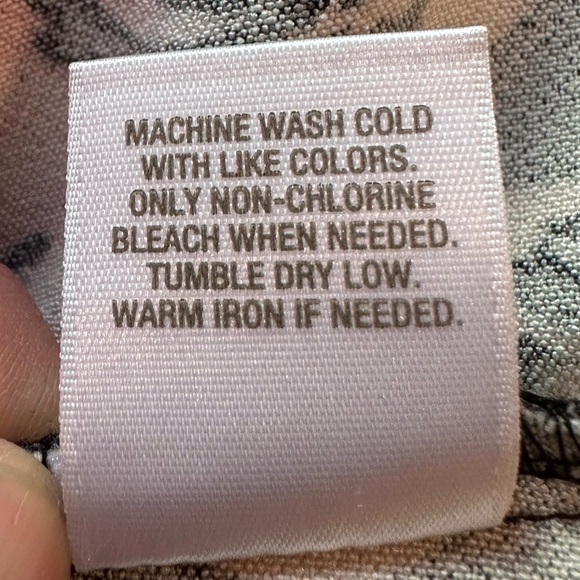 MACHINE WASH COLD
WITH LIKE COLORS.
ONLY NON-CHLORINE
BLEACH WHEN NEEDED.
TUMBLE DRY LOW.
WARM IRON IF NEEDED.